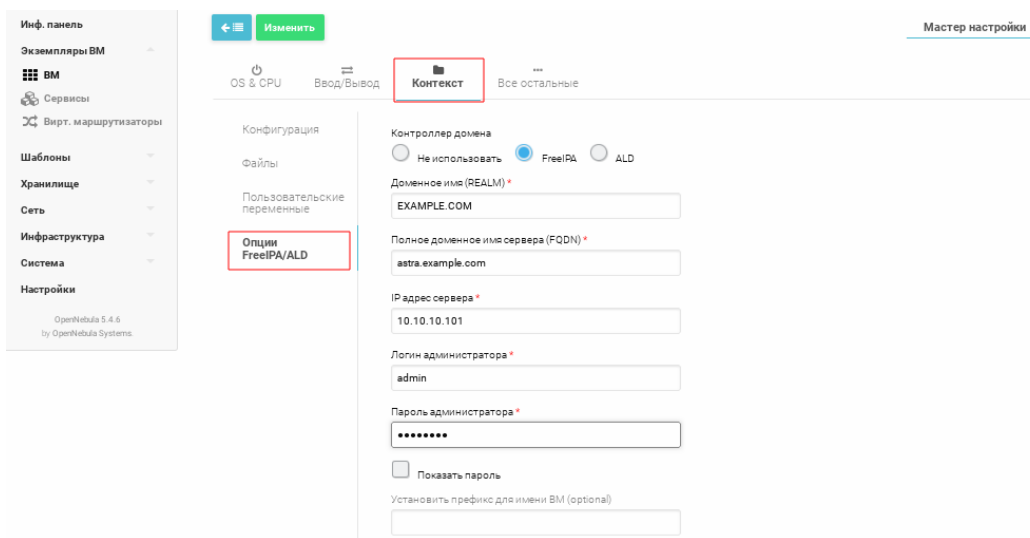 Инф. панель
Экземпляры ВМ
ВМ
Сервисы
Вирт. маршрутизаторы
Шаблоны
Хранилище
Сеть
Инфраструктура
Система
Настройки
OpenNebula 5.4.6
by OpenNebula Systems.
Изменить
Мастер настройки
OS & CPU
Ввод/Вывод
Контекст
Все остальные
Конфигурация
Файлы
Пользовательские
переменные
Опции
FreeIPA/ALD
Контроллер домена
Не использовать FreeIPA ALD
Доменное имя (REALM) *
EXAMPLE.COM
Полное доменное имя сервера (FQDN) *
astra.example.com
IP адрес сервера *
10.10.10.101
Логин администратора *
admin
Пароль администратора *
••••••••
Показать пароль
Установить префикс для имени ВМ (optional)